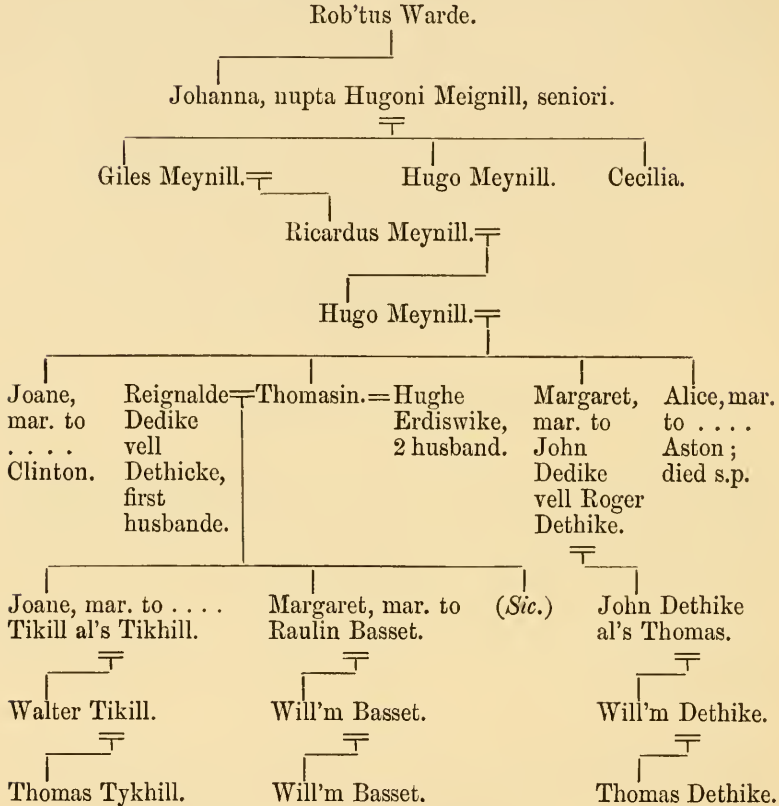 Rob'tus Warde.
Johanna, nupta Hugoni Meignill, seniori.
Giles Meynill. Hugo Meynill. Cecilia.
Ricardus Meynill.
Hugo Meynill.
Joane,
mar. to
. . . .
Clinton.
Reignalde
Dedike
vell
Dethicke,
first
husbande.
Thomasin.
Hughe
Erdiswike,
2 husband.
Margaret,
mar. to
John
Dedike
vell Roger
Dethike.
Alice, mar.
to . . . .
Aston;
died s.p.
Joane, mar. to . . . .
Tikill al's Tikhill.
Margaret, mar. to
Raulin Basset.
(Sic.)
John Dethike
al's Thomas.
Walter Tikill. Will'm Basset. Will'm Dethike.
Thomas Tykhill. Will'm Basset. Thomas Dethike.